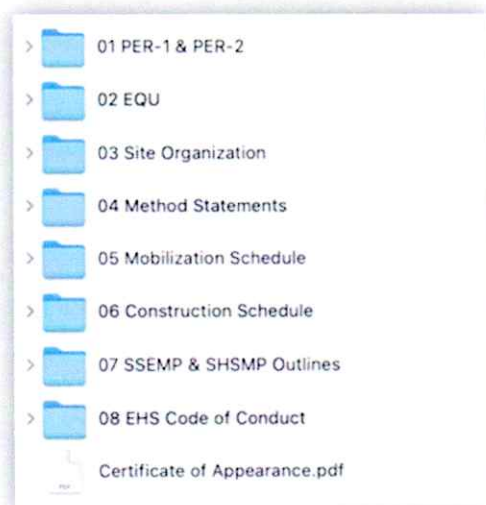 01 PER-1 & PER-2
02 EQU
03 Site Organization
04 Method Statements
05 Mobilization Schedule
06 Construction Schedule
07 SSEMP & SHSMP Outlines
08 EHS Code of Conduct
Certificate of Appearance.pdf
PDF